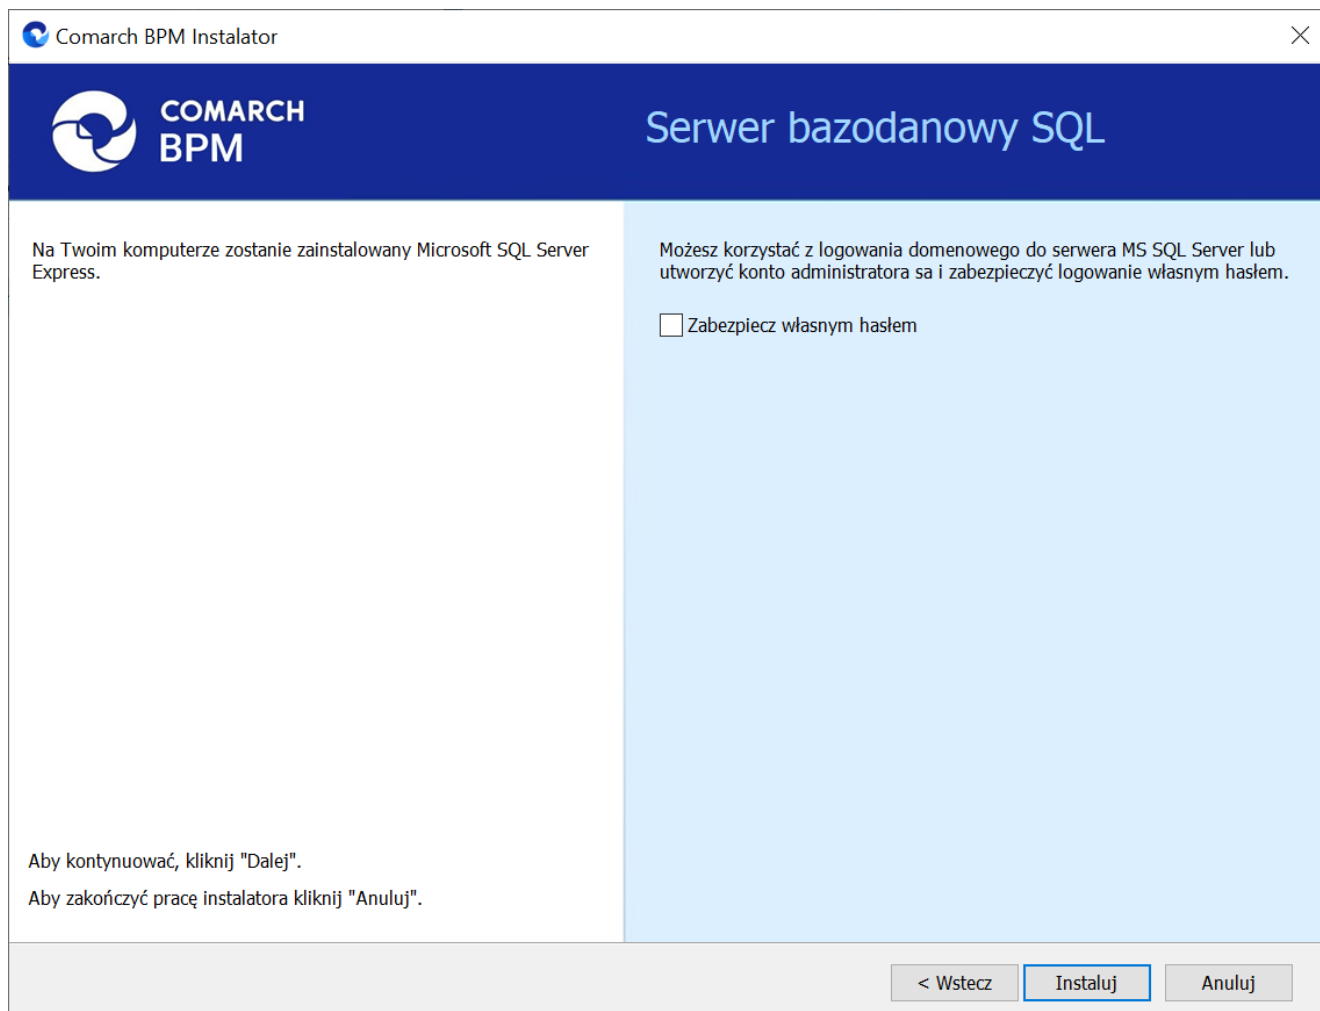 Comarch BPM Instalator
COMARCH
BPM
Serwer bazodanowy SQL
Na Twoim komputerze zostanie zainstalowany Microsoft SQL Server
Express.
Możesz korzystać z logowania domenowego do serwera MS SQL Server lub
utworzyć konto administratora sa i zabezpieczyć logowanie własnym hasłem.
Zabezpiecz własnym hasłem
Aby kontynuować, kliknij "Dalej".
Aby zakończyć pracę instalatora kliknij "Anuluj".
< Wstecz
Instaluj
Anuluj